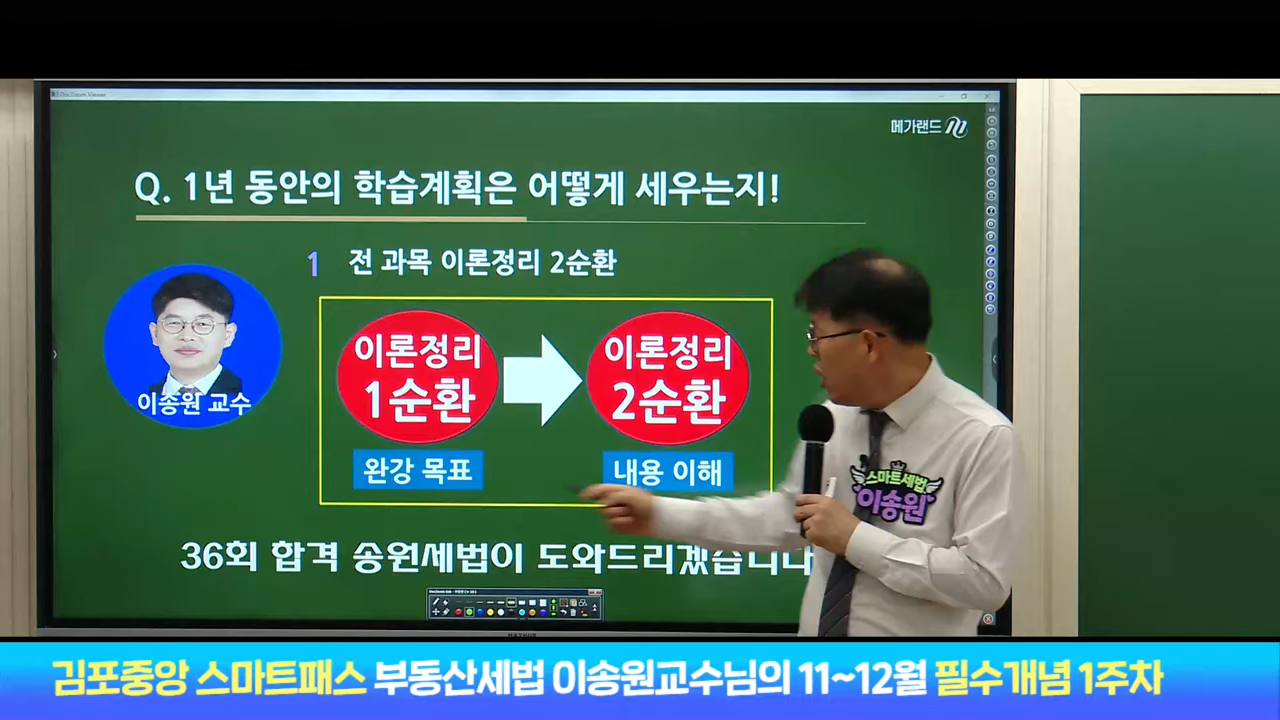 DocZoom Viewer
메가랜드
Q. 1년 동안의 학습계획은 어떻게 세우는지!
1 전 과목 이론정리 2순환
이론정리
1순환
이론정리
2순환
이송원 교수
완강 목표
내용 이해
스마트세법
이송원
36회 합격 송원세법이 도와드리겠습니다
김포중앙 스마트패스 부동산세법 이송원교수님의 11~12월 필수개념 1주차